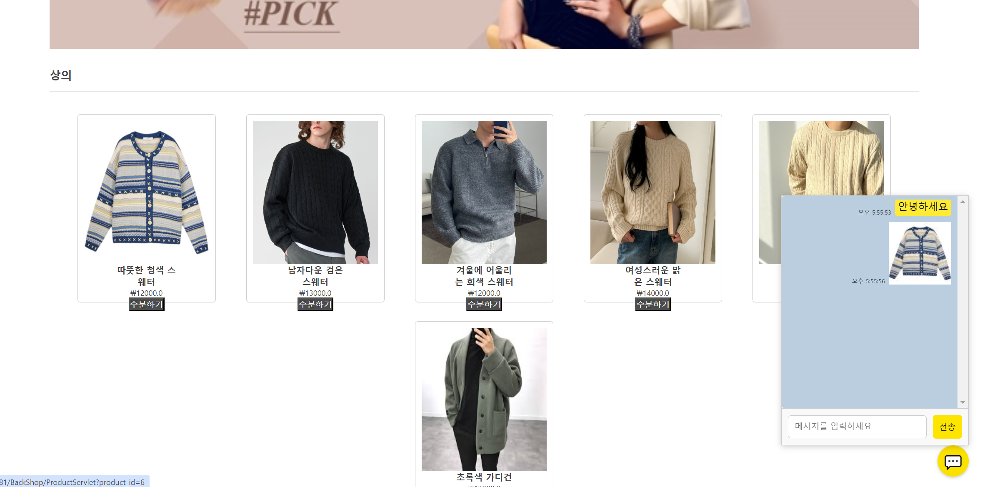 #PICK
상의
따뜻한 청색 스
웨터
₩12000.0
주문하기
남자다운 검은
스웨터
₩13000.0
주문하기
겨울에 어울리
는 회색 스웨터
₩12000.0
주문하기
여성스러운 밝
은 스웨터
₩14000.0
주문하기
초록색 가디건
안녕하세요
오후 5:55:53
오후 5:55:56
메시지를 입력하세요
전송
81/BackShop/ProductServlet?product_id=6